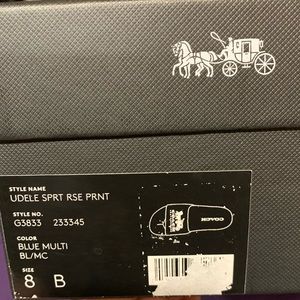 STYLE NAME
UDELE SPRT RSE PRNT
STYLE NO.
G3833 233345
COLOR
BLUE MULTI
BL/MC
SIZE
8 B
COACH